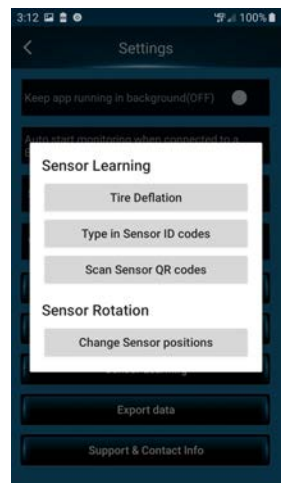 3:12 100%
Settings
Keep app running in background(OFF)
Auto start monitoring when connected to a
Sensor Learning
Tire Deflation
Type in Sensor ID codes
Scan Sensor QR codes
Sensor Rotation
Change Sensor positions
Sensor Learning
Export data
Support & Contact Info